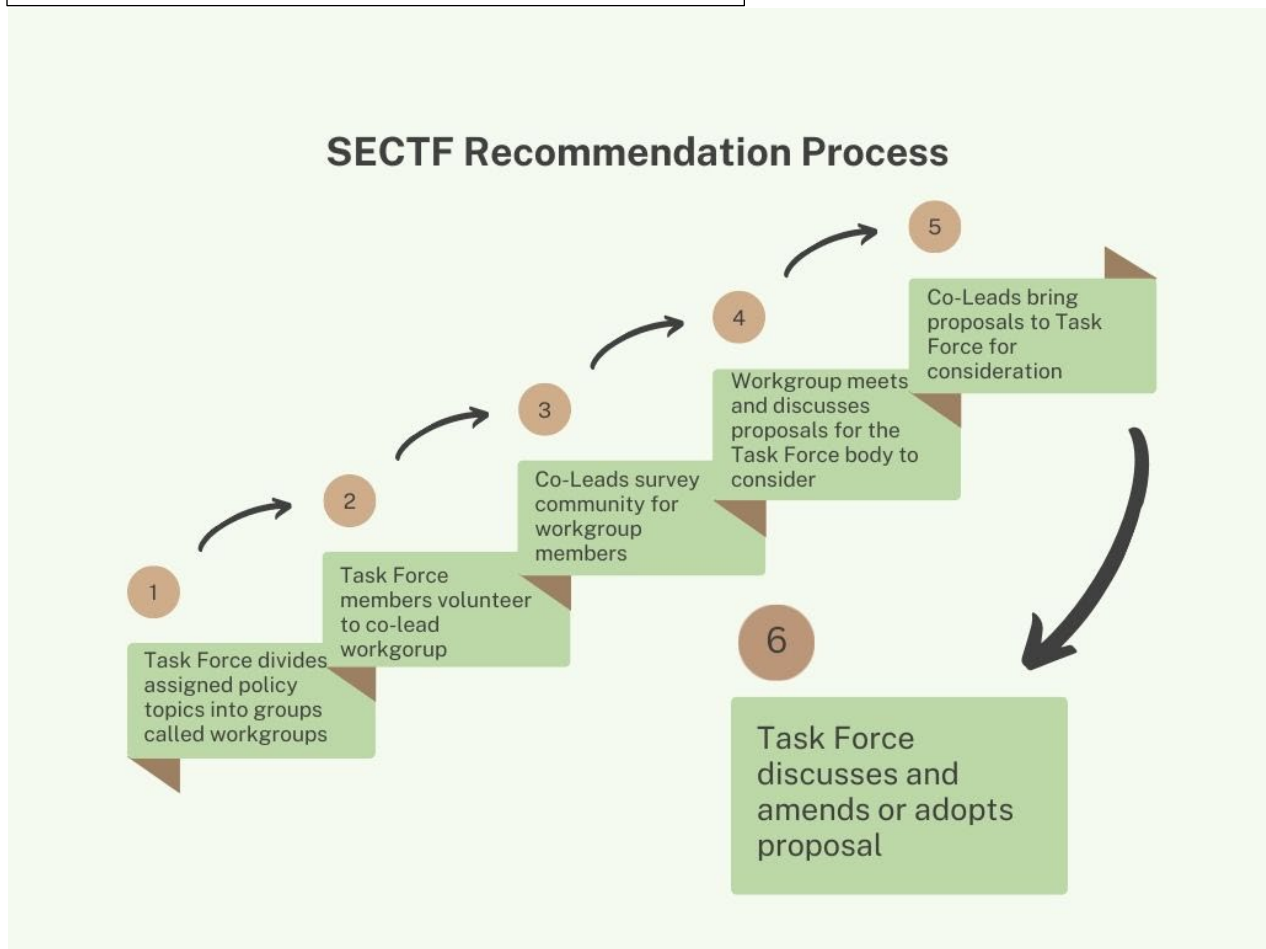 SECTF Recommendation Process
1
Task Force divides
assigned policy
topics into groups
called workgroups
2
Task Force
members volunteer
to co-lead
workgorup
3
Co-Leads survey
community for
workgroup
members
4
Workgroup meets
and discusses
proposals for the
Task Force body to
consider
5
Co-Leads bring
proposals to Task
Force for
consideration
6
Task Force
discusses and
amends or adopts
proposal